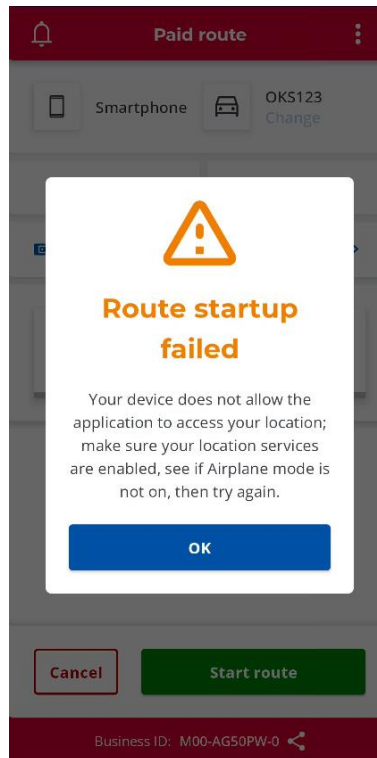 Paid route
Smartphone
OKS123
Change
Route startup
failed
Your device does not allow the
application to access your location;
make sure your location services
are enabled, see if Airplane mode is
not on, then try again.
OK
Cancel
Start route
Business ID: M00-AG50PW-0